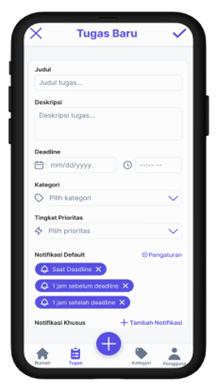 Tugas Baru
Judul
Judul tugas...
Deskripsi
Deskripsi tugas...
Deadline
mm/dd/yyyy --:-- --
Kategori
Pilih kategori
Tingkat Prioritas
Pilih prioritas
Notifikasi Default Pengaturan
Saat Deadline
1 jam sebelum deadline
1 jam setelah deadline
Notifikasi Khusus Tambah Notifikasi
Rumah Tugas Kategori Pengguna